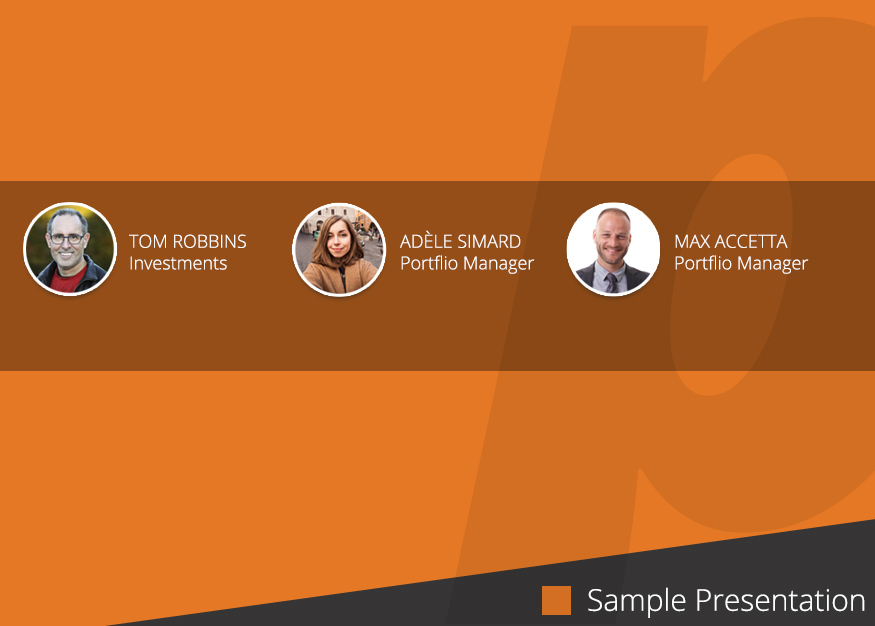 TOM ROBBINS
Investments
ADÈLE SIMARD
Portflio Manager
MAX ACCETTA
Portflio Manager
Sample Presentation